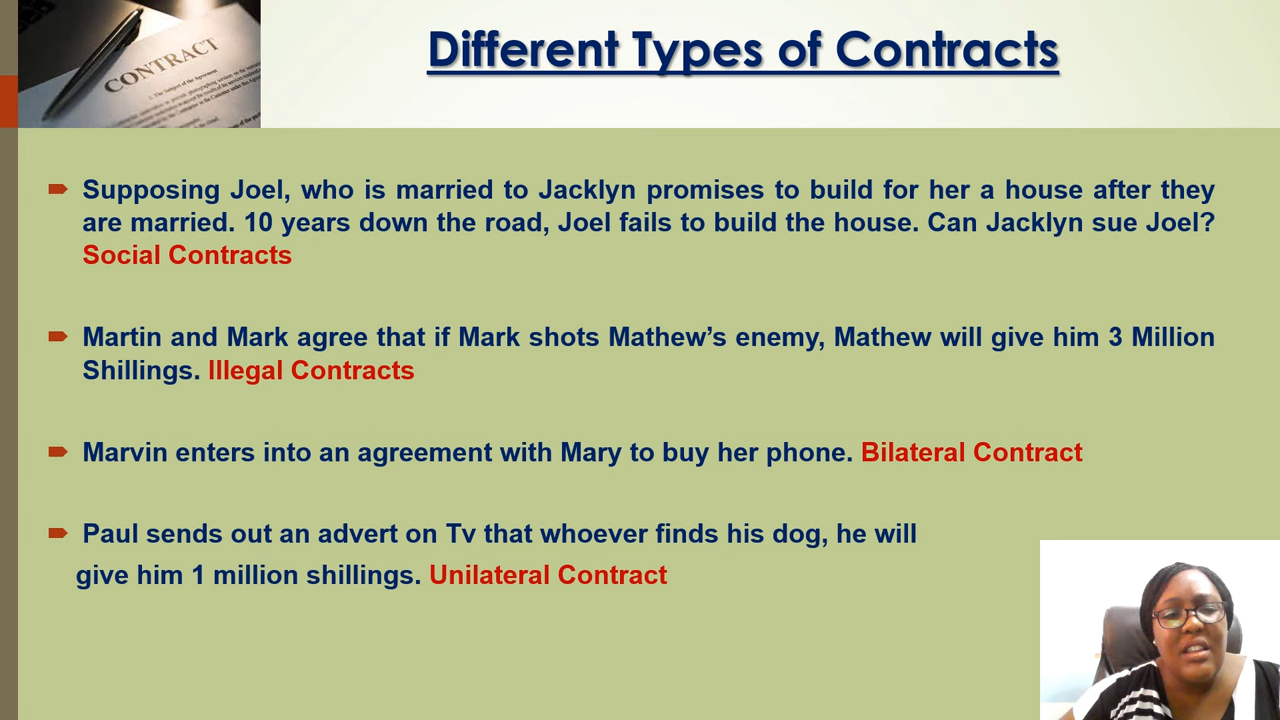 CONTRACT
Different Types of Contracts
Supposing Joel, who is married to Jacklyn promises to build for her a house after they
are married. 10 years down the road, Joel fails to build the house. Can Jacklyn sue Joel?
Social Contracts
Martin and Mark agree that if Mark shots Mathew’s enemy, Mathew will give him 3 Million
Shillings. Illegal Contracts
Marvin enters into an agreement with Mary to buy her phone. Bilateral Contract
Paul sends out an advert on Tv that whoever finds his dog, he will
give him 1 million shillings. Unilateral Contract